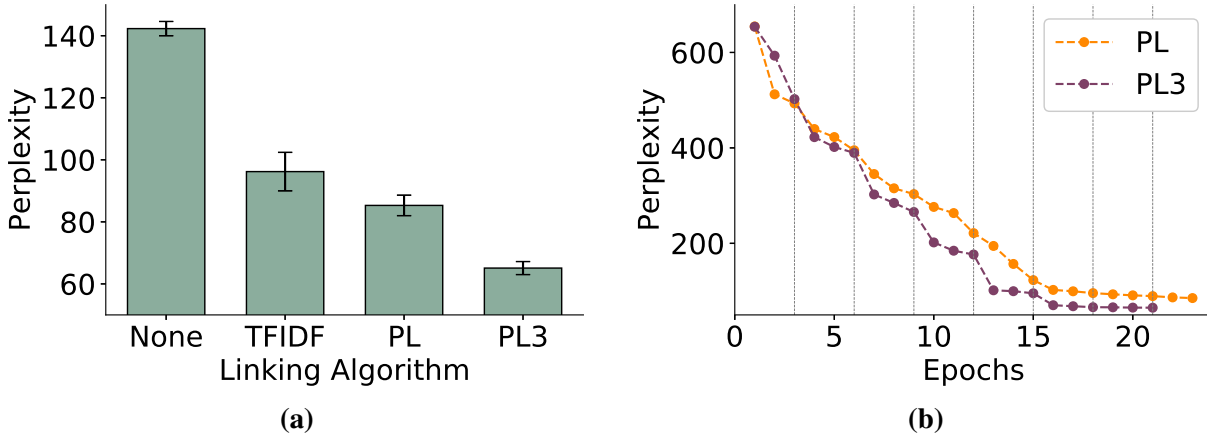 140
120
100
80
60
Perplexity
None TFIDF PL PL3
Linking Algorithm
(a)
600
400
200
Perplexity
PL
PL3
0 5 10 15 20
Epochs
(b)